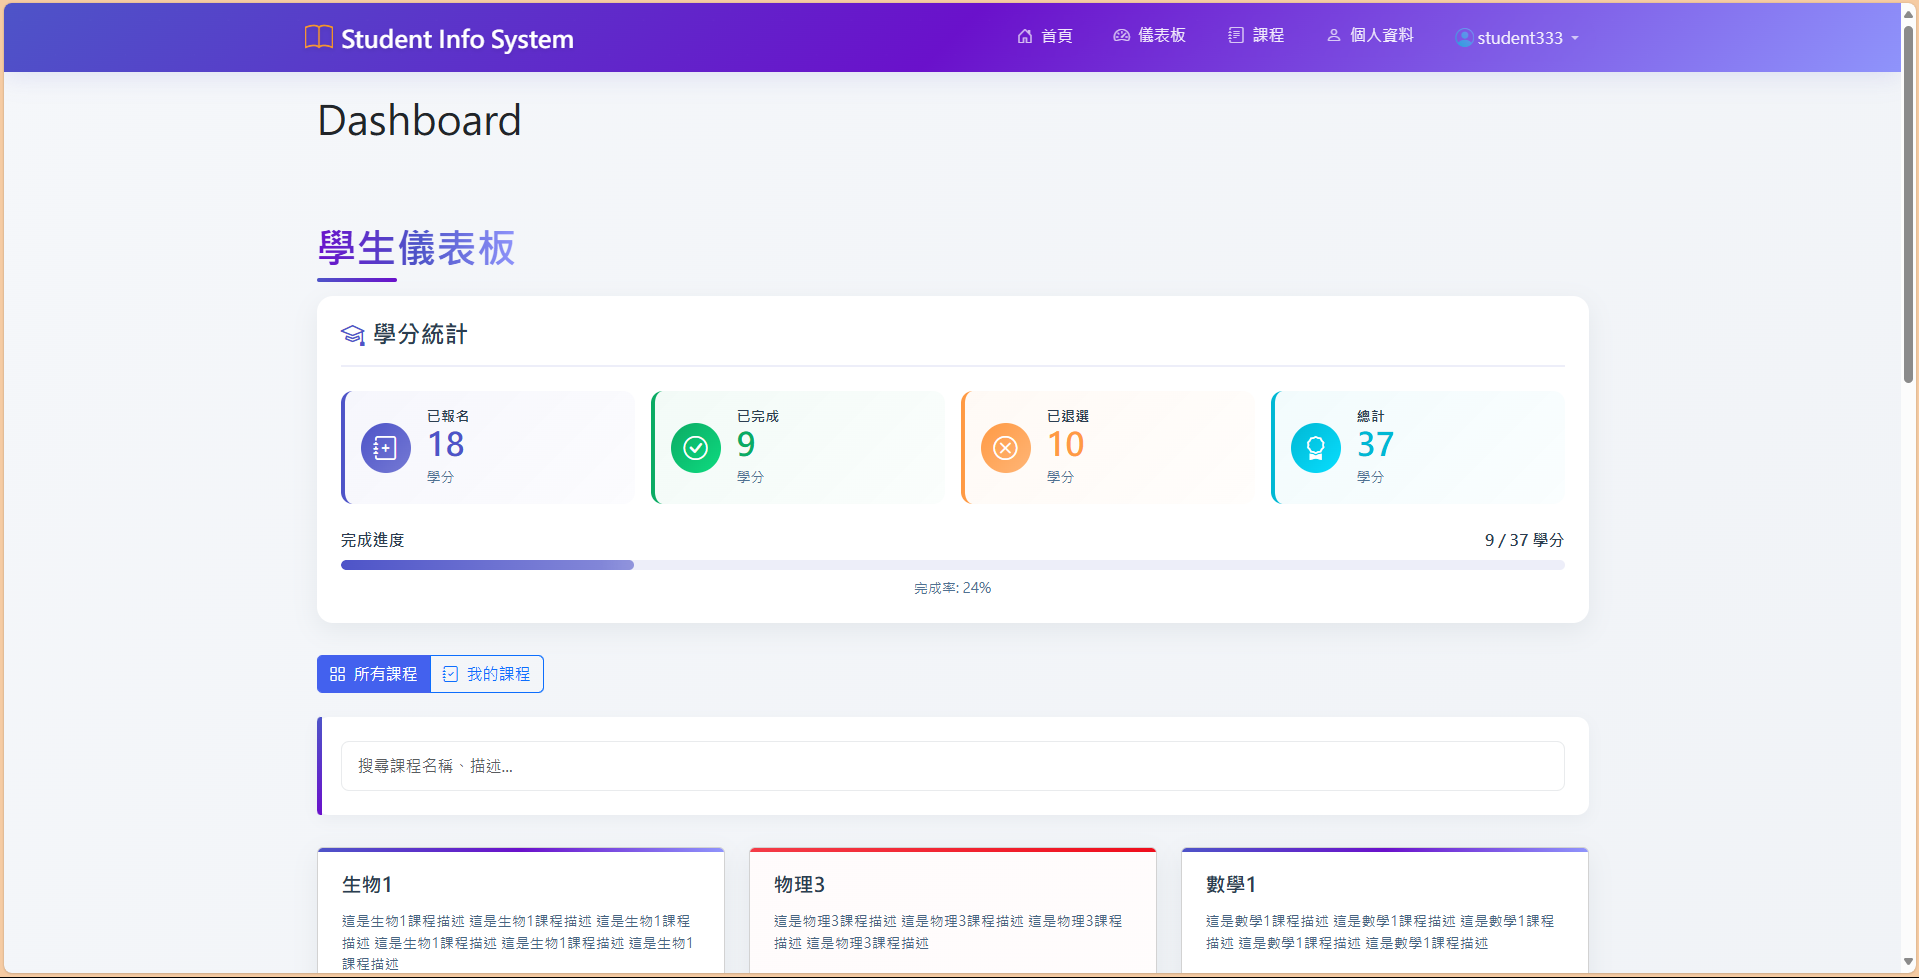 Student Info System
首頁
儀表板
課程
個人資料
student333
Dashboard
學生儀表板
學分統計
已報名
18
學分
已完成
9
學分
已退選
10
學分
總計
37
學分
完成進度
9 / 37 學分
完成率: 24%
所有課程
我的課程
搜尋課程名稱、描述...
生物1
這是生物1課程描述 這是生物1課程描述 這是生物1課程
描述 這是生物1課程描述 這是生物1課程描述 這是生物1
課程描述
物理3
這是物理3課程描述 這是物理3課程描述 這是物理3課程
描述 這是物理3課程描述
數學1
這是數學1課程描述 這是數學1課程描述 這是數學1課程
描述 這是數學1課程描述 這是數學1課程描述